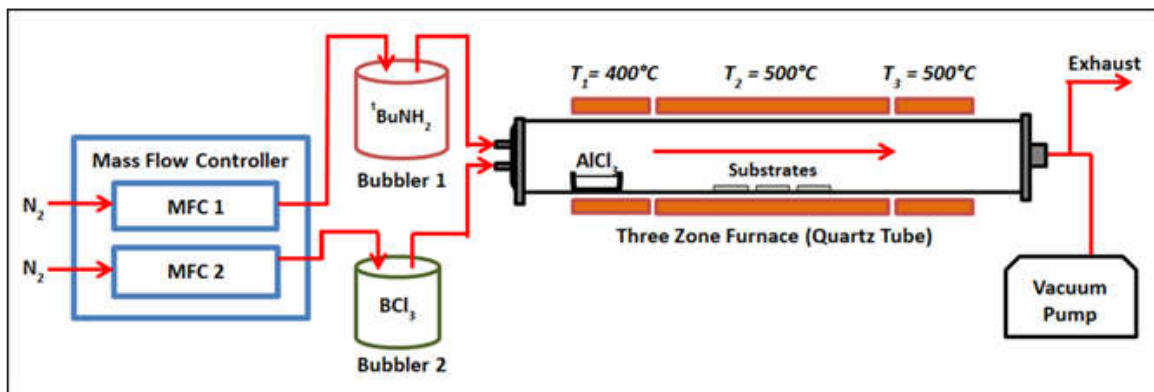 Mass Flow Controller
N₂
MFC 1
N₂
MFC 2
ᵗBuNH₂
Bubbler 1
BCl₃
Bubbler 2
T₁= 400°C
T₂= 500°C
T₃= 500°C
AlCl₃
Substrates
Three Zone Furnace (Quartz Tube)
Exhaust
Vacuum
Pump